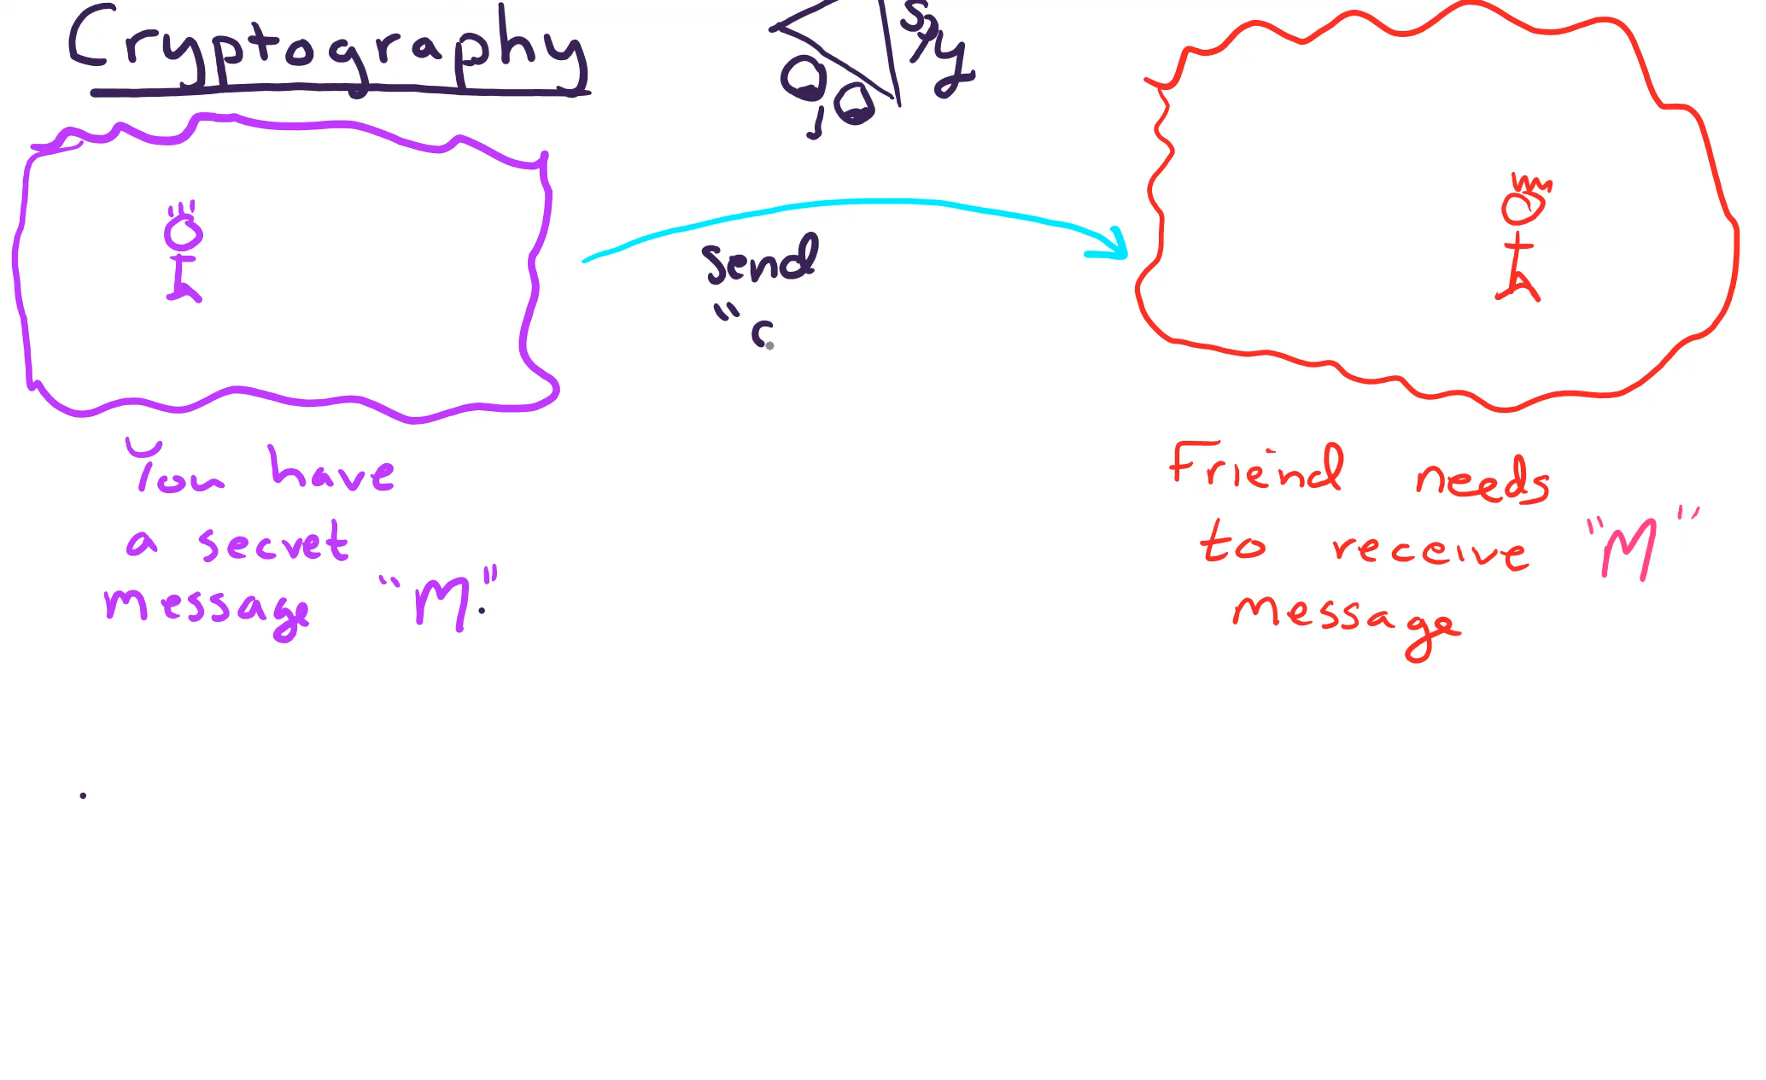 Cryptography
spy
send
"c
You have
a secret
message "M"
Friend needs
to receive "M"
message